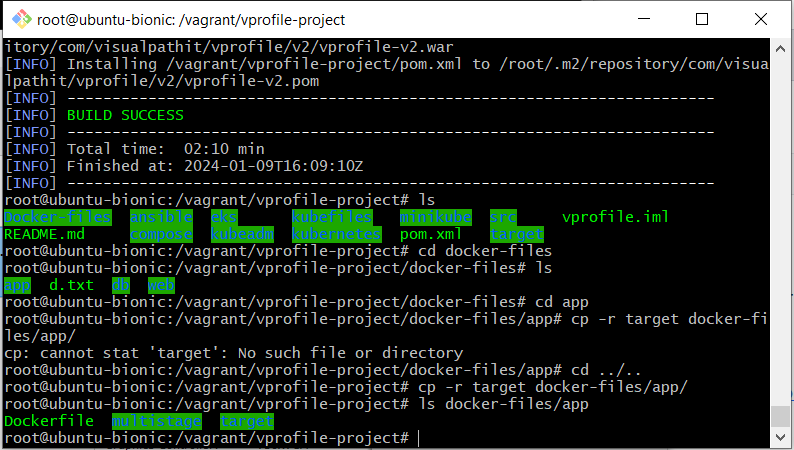 root@ubuntu-bionic: /vagrant/vprofile-project
itory/com/visualpathit/vprofile/v2/vprofile-v2.war
[INFO] Installing /vagrant/vprofile-project/pom.xml to /root/.m2/repository/com/visua
lpathit/vprofile/v2/vprofile-v2.pom
[INFO] ------------------------------------------------------------------------
[INFO] BUILD SUCCESS
[INFO] ------------------------------------------------------------------------
[INFO] Total time:  02:10 min
[INFO] Finished at: 2024-01-09T16:09:10Z
[INFO] ------------------------------------------------------------------------
root@ubuntu-bionic:/vagrant/vprofile-project# ls
Docker-files  ansible  eks      kubefiles   minikube  src     vprofile.iml
README.md     compose  kubeadm  kubernetes  pom.xml   target
root@ubuntu-bionic:/vagrant/vprofile-project# cd docker-files
root@ubuntu-bionic:/vagrant/vprofile-project/docker-files# ls
app  d.txt  db  web
root@ubuntu-bionic:/vagrant/vprofile-project/docker-files# cd app
root@ubuntu-bionic:/vagrant/vprofile-project/docker-files/app# cp -r target docker-fi
les/app/
cp: cannot stat 'target': No such file or directory
root@ubuntu-bionic:/vagrant/vprofile-project/docker-files/app# cd ../..
root@ubuntu-bionic:/vagrant/vprofile-project# cp -r target docker-files/app/
root@ubuntu-bionic:/vagrant/vprofile-project# ls docker-files/app
Dockerfile  multistage  target
root@ubuntu-bionic:/vagrant/vprofile-project#